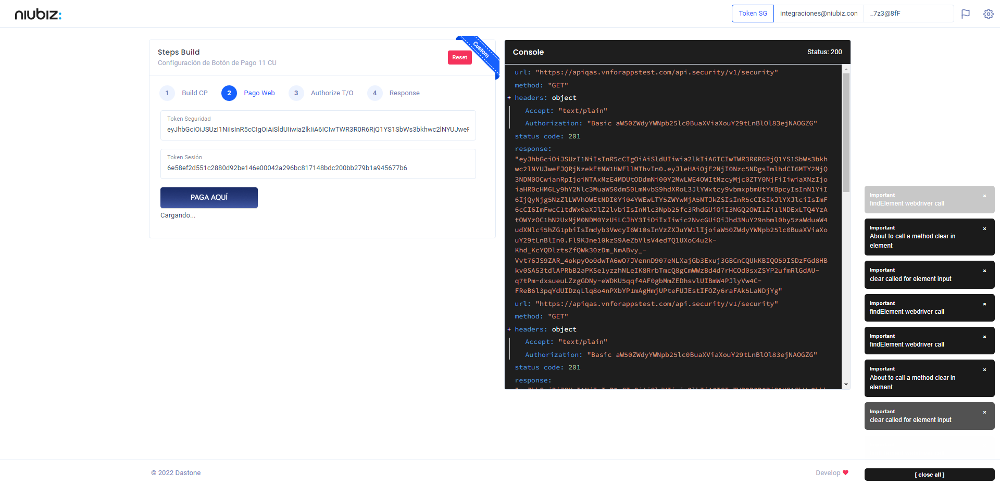 niubiz:
Token SG
integraciones@niubiz.con
_7z3@8fF
Steps Build
Configuración de Botón de Pago 11 CU
Reset
Custom
1 Build CP
2 Pago Web
3 Authorize T/O
4 Response
Token Seguridad
eyJhbGciOiJSUzI1NiIsInR5cCIgOiAiSldUIiwia2lkIiA6ICIwTWR3R0R6RjQ1YS1SbWs3bkhwc2lNYUJweF
Token Sesión
6e58ef2d551c2880d92be146e00042a296bc817148bdc200bb279b1a945677b6
PAGA AQUÍ
Cargando...
Console
Status: 200
url: "https://apiqas.vnforappstest.com/api.security/v1/security"
method: "GET"
+ headers: object
Accept: "text/plain"
Authorization: "Basic aW50ZWdyYWNpb25lc0BuaXViaXouY29tLnBlOl83ejNAOGZG"
status code: 201
response:
"eyJhbGciOiJSUzI1NiIsInR5cCIgOiAiSldUIiwia2lkIiA6ICIwTWR3R0R6RjQ1YS1SbWs3bkh
wc2lNYUJweFJQRjNzekEtNW1HWFllMThvIn0.eyJleHAiOjE2NjI0Nzc5NDgsImlhdCI6MTY2MjQ
3NDM0OCwianRpIjoiNTAxMzE4MDUtODdmNi00Y2MwLWE4OWItNzcyMjc0ZTY0NjFiIiwiaXNzIjo
iaHR0cHM6Ly9hY2Nlc3MuaW50dm50LmNvbS9hdXRoL3JlYWxtcy9vbmxpbmUtYXBpcyIsInN1YiI
6IjQyNjg5NzZlLWVhOWEtNDI0Yi04YWEwLTY5ZWYwMjA5NTJkZSIsInR5cCI6IkJlYXJlciIsImF
6cCI6ImFwcC1tdWx0aXJlZ2lvbiIsInNlc3Npb25fc3RhdGUiOiI3NGQ2OWI1Zi1lNDExLTQ4YzA
tOWYzOC1hN2UxMjM0NDM0YzUiLCJhY3IiOiIxIiwic2NvcGUiOiJhd3MuY29nbml0by5zaWduaW4
udXNlci5hZG1pbiIsImdyb3VwcyI6W10sInVzZXJuYW1lIjoiaW50ZWdyYWNpb25lc0BuaXViaXo
uY29tLnBlIn0.Fl9KJne10kzS9AeZbVlsV4ed7Q1UXoC4u2k-
Khd_KcYQDlztsZfQWk30zDm_NmABvy_-
Vvt76JS9ZAR_4okpyOo0dwTA6wO7JVennD907eNLXajGb3Exuj3GBCnCQUkKBIQO59ISDzFGd8HB
kv0SA53tdlAPRbB2aPKSe1yzzhNLeIK8RrbTmcQ8gCmWWzBd4d7rHCOd0sxZSYP2ufmRlGdAU-
q7tPm-dxsueuLZzgGDNy-eWDKU5qqf4AF0gbMmZEDhsvlUIBmW4PJlyVw4C-
FReB6l3pqYdUIDzqLlq8o4nPXbYP1mAgHmjUPteFUJEstIFOZy6raFAk5LaNDjYg"
url: "https://apiqas.vnforappstest.com/api.security/v1/security"
method: "GET"
+ headers: object
Accept: "text/plain"
Authorization: "Basic aW50ZWdyYWNpb25lc0BuaXViaXouY29tLnBlOl83ejNAOGZG"
status code: 201
response:
Important
findElement webdriver call
Important
About to call a method clear in
element
Important
clear called for element input
Important
findElement webdriver call
Important
findElement webdriver call
Important
About to call a method clear in
element
Important
clear called for element input
[ close all ]
© 2022 Dastone
Develop